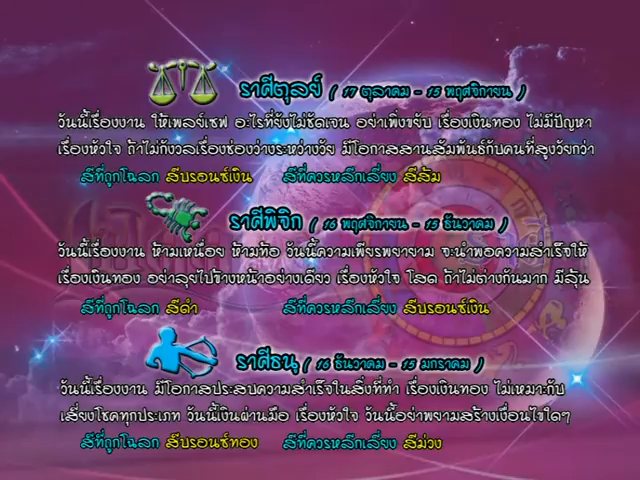 ราศีตุลย์ ( 17 ตุลาคม - 15 พฤศจิกายน )
วันนี้เรื่องงาน ให้เพลย์เซฟ อะไรที่ยังไม่ชัดเจน อย่าเพิ่งขยับ เรื่องเงินทอง ไม่มีปัญหา
เรื่องหัวใจ ถ้าไม่กังวลเรื่องช่องว่างระหว่างวัย มีโอกาสสานสัมพันธ์กับคนที่สูงวัยกว่า
สีที่ถูกโฉลก สีบรอนซ์เงิน สีที่ควรหลีกเลี่ยง สีส้ม
ราศีพิจิก ( 16 พฤศจิกายน - 15 ธันวาคม )
วันนี้เรื่องงาน ห้ามเหนื่อย ห้ามท้อ วันนี้ความเพียรพยายาม จะนำพอความสำเร็จให้
เรื่องเงินทอง อย่าลุยไปข้างหน้าอย่างเดียว เรื่องหัวใจ โสด ถ้าไม่ต่างกันมาก มีลุ้น
สีที่ถูกโฉลก สีดำ สีที่ควรหลีกเลี่ยง สีบรอนซ์เงิน
ราศีธนู ( 16 ธันวาคม - 15 มกราคม )
วันนี้เรื่องงาน มีโอกาสประสบความสำเร็จในสิ่งที่ทำ เรื่องเงินทอง ไม่เหมาะกับ
เสี่ยงโชคทุกประเภท วันนี้เงินผ่านมือ เรื่องหัวใจ วันนี้อย่าพยามสร้างเงื่อนไขใดๆ
สีที่ถูกโฉลก สีบรอนซ์ทอง สีที่ควรหลีกเลี่ยง สีม่วง